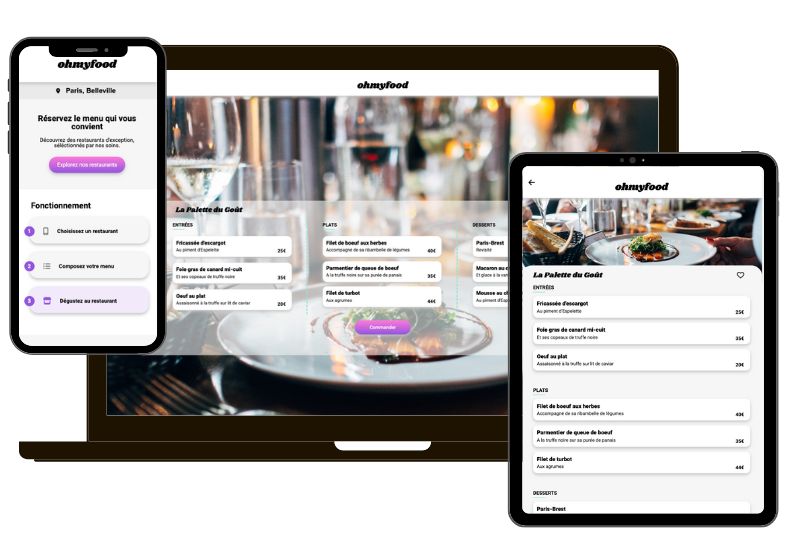 ohmyfood
Paris, Belleville
Réservez le menu qui vous
convient
Découvrez des restaurants d'exception,
séléctionnés par nos soins.
Explorez nos restaurants
Fonctionnement
1 Choisissez un restaurant
2 Composez votre menu
3 Dégustez au restaurant
ohmyfood
La Palette du Goût
ENTRÉES
Fricassée d'escargot
Au piment d'Espelette 25€
Foie gras de canard mi-cuit
Et ses copeaux de truffe noire 35€
Oeuf au plat
Assaisonné à la truffe sur lit de caviar 20€
PLATS
Filet de boeuf aux herbes
Accompagné de sa ribambelle de légumes 40€
Parmentier de queue de boeuf
A la truffe noire sur sa purée de panais 35€
Filet de turbot
Aux agrumes 44€
DESSERTS
Paris-Brest
Revisité
Macaron au c
Et glaces à la van
Mousse au ch
Au piment d'Esp
Commander
ohmyfood
La Palette du Goût
ENTRÉES
Fricassée d'escargot
Au piment d'Espelette 25€
Foie gras de canard mi-cuit
Et ses copeaux de truffe noire 35€
Oeuf au plat
Assaisonné à la truffe sur lit de caviar 20€
PLATS
Filet de boeuf aux herbes
Accompagné de sa ribambelle de légumes 40€
Parmentier de queue de boeuf
A la truffe noire sur sa purée de panais 35€
Filet de turbot
Aux agrumes 44€
DESSERTS
Paris-Brest